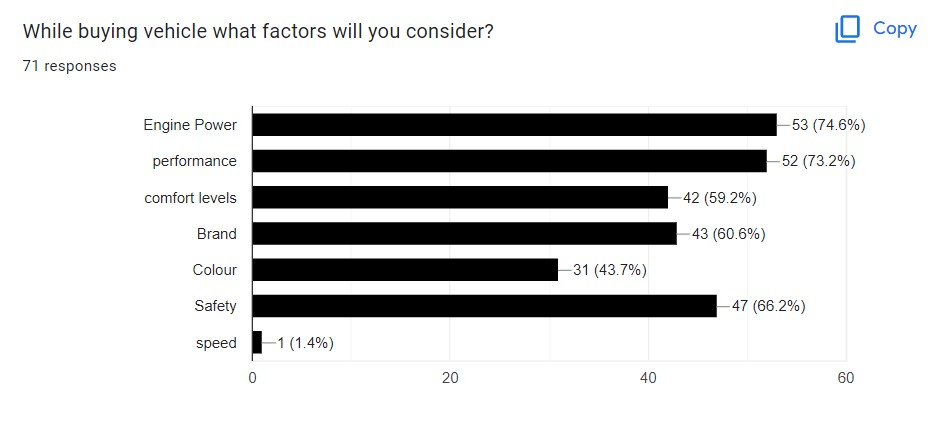 While buying vehicle what factors will you consider?
Copy
71 responses
Engine Power 53 (74.6%)
performance 52 (73.2%)
comfort levels 42 (59.2%)
Brand 43 (60.6%)
Colour 31 (43.7%)
Safety 47 (66.2%)
speed 1 (1.4%)
0 20 40 60